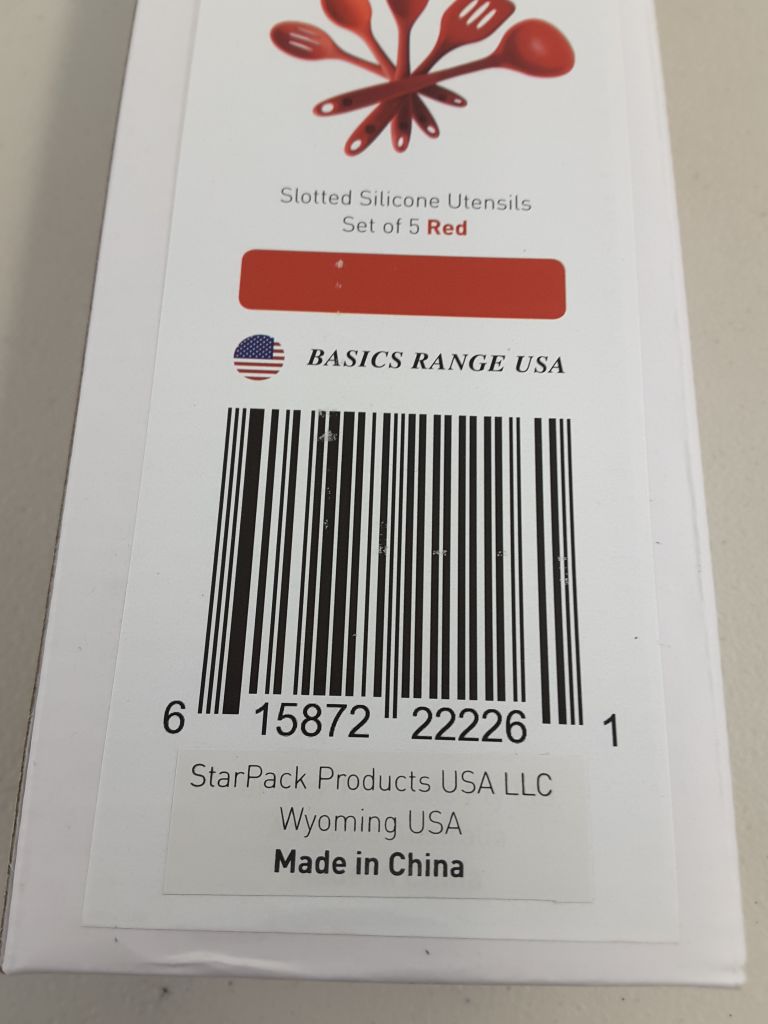 Slotted Silicone Utensils
Set of 5 Red
BASICS RANGE USA
6 15872 22226 1
StarPack Products USA LLC
Wyoming USA
Made in China